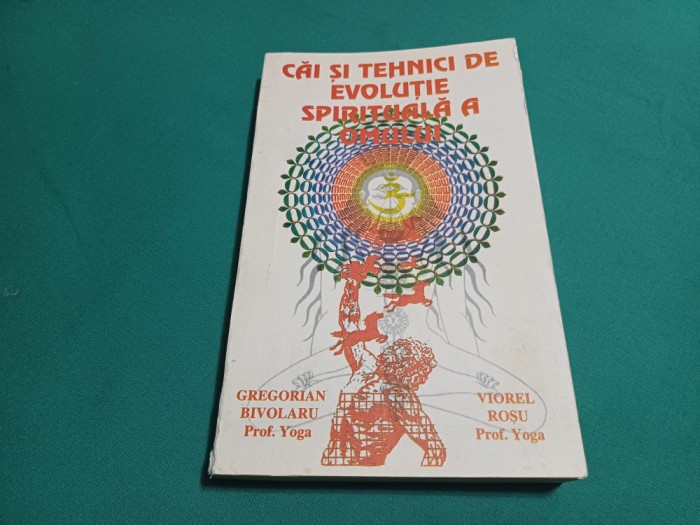 CĂI ȘI TEHNICI DE
EVOLUȚIE
SPIRITUALĂ A
OMULUI
GREGORIAN
BIVOLARU
Prof. Yoga
VIOREL
ROȘU
Prof. Yoga